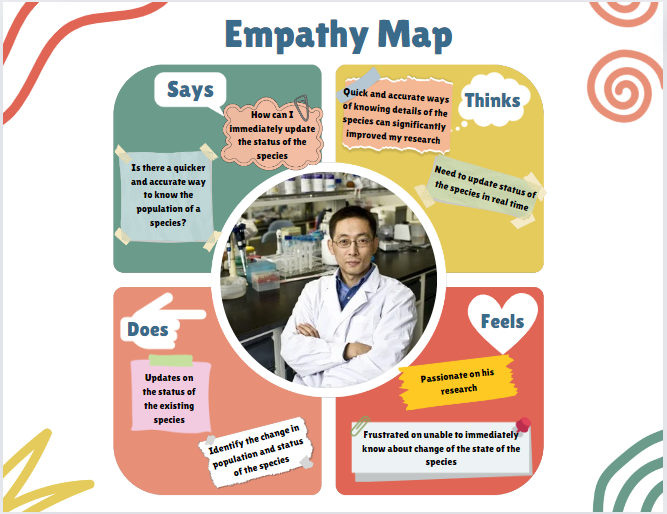 Empathy Map
Says
How can I
immediately update
the status of the
species
Is there a quicker
and accurate way
to know the
population of a
species?
Thinks
Quick and accurate ways
of knowing details of the
species can significantly
improved my research
Need to update status of
the species in real time
Does
Updates on
the status of
the existing
species
Identify the change in
population and status
of the species
Feels
Passionate on his
research
Frustrated on unable to immediately
know about change of the state of the
species